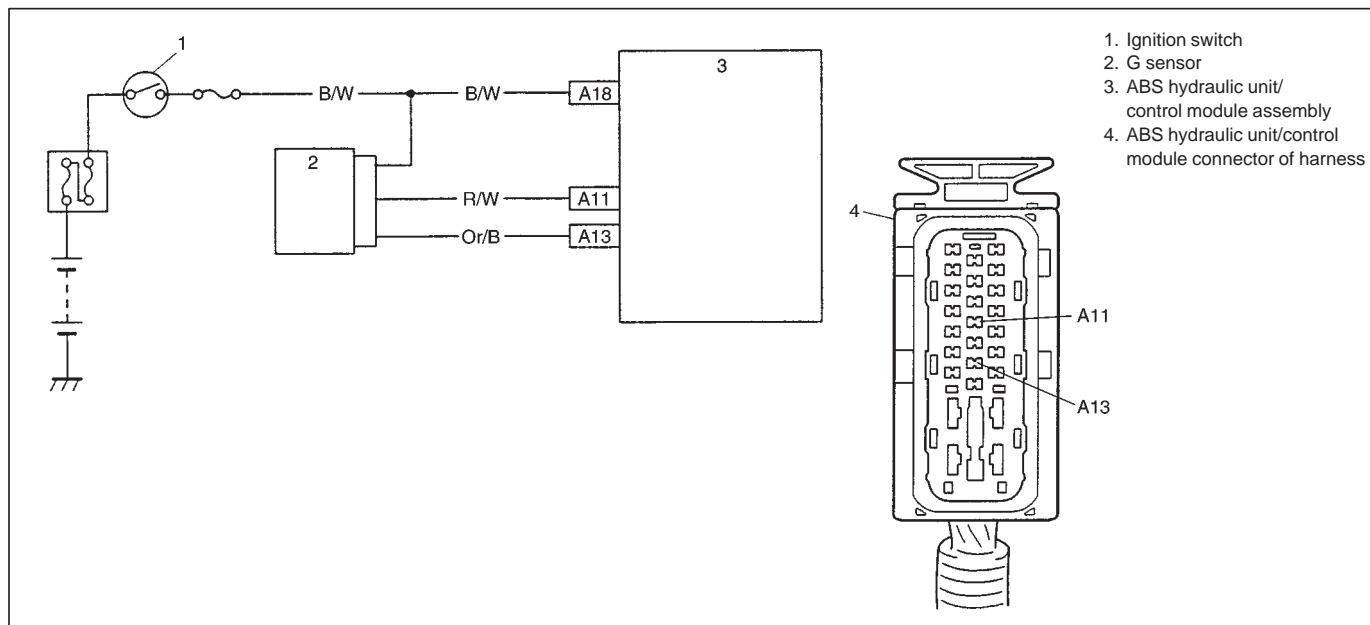 1
B/W
B/W
A18
3
2
R/W
A11
Or/B
A13
1. Ignition switch
2. G sensor
3. ABS hydraulic unit/
control module assembly
4. ABS hydraulic unit/control
module connector of harness
4
A11
A13